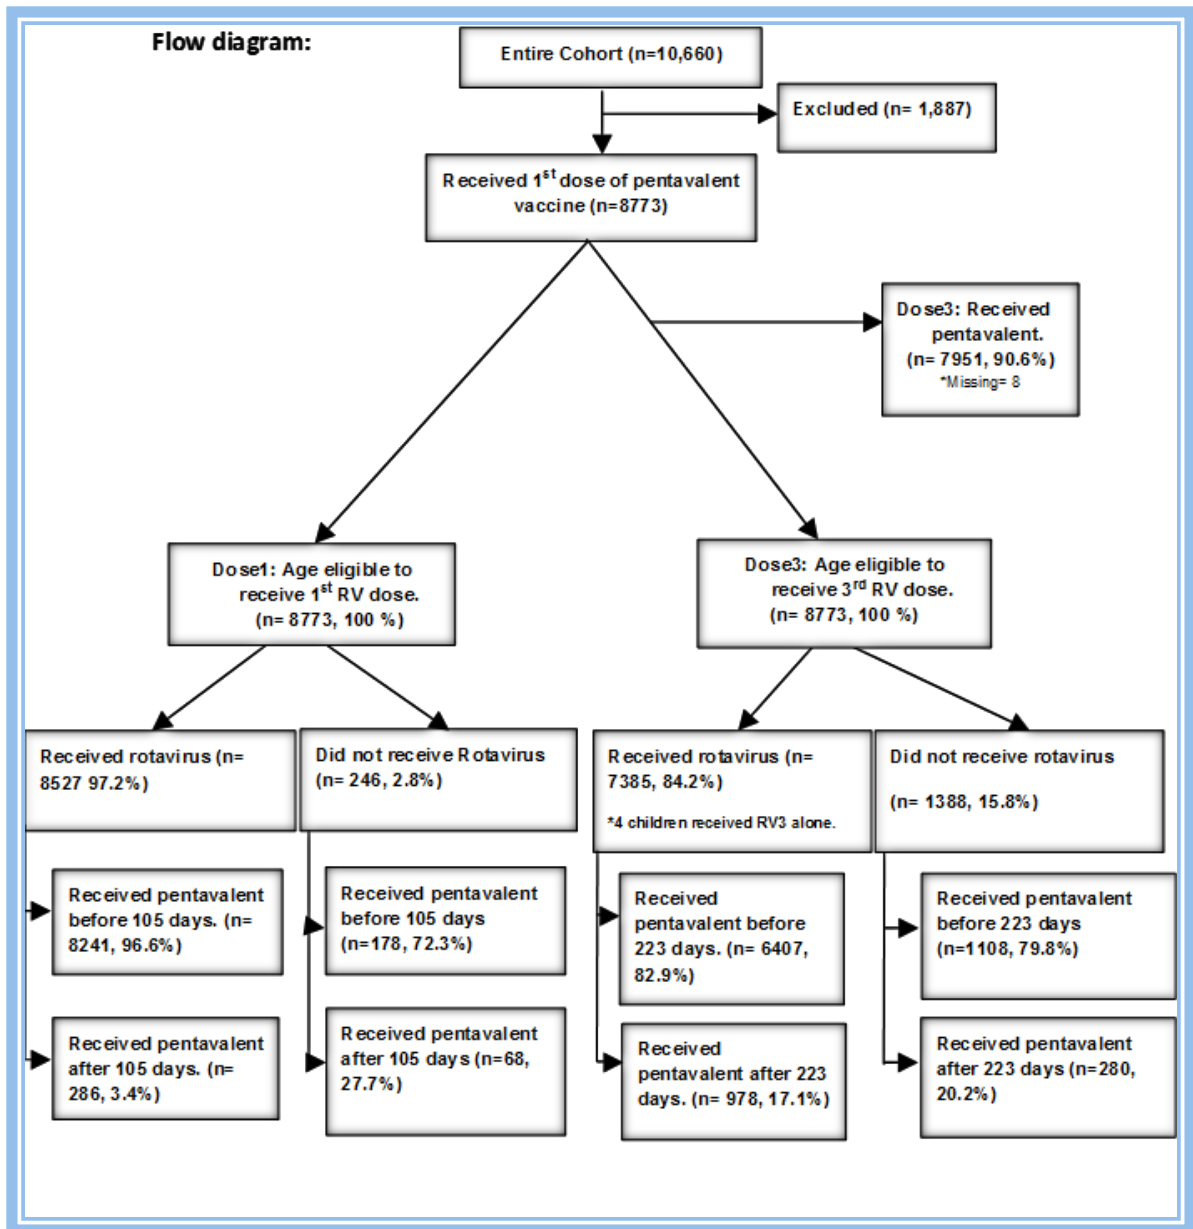 Flow diagram:
Entire Cohort (n=10,660)
Excluded (n= 1,887)
Received 1st dose of pentavalent
vaccine (n=8773)
Dose3: Received
pentavalent.
(n= 7951, 90.6%)
*Missing= 8
Dose1: Age eligible to
receive 1st RV dose.
(n= 8773, 100 %)
Dose3: Age eligible to
receive 3rd RV dose.
(n= 8773, 100 %)
Received rotavirus (n=
8527 97.2%)
Did not receive Rotavirus
(n= 246, 2.8%)
Received rotavirus (n=
7385, 84.2%)
*4 children received RV3 alone.
Did not receive rotavirus
(n= 1388, 15.8%)
Received pentavalent
before 105 days. (n=
8241, 96.6%)
Received pentavalent
before 105 days
(n=178, 72.3%)
Received
pentavalent before
223 days. (n= 6407,
82.9%)
Received pentavalent
before 223 days
(n=1108, 79.8%)
Received pentavalent
after 105 days. (n=
286, 3.4%)
Received pentavalent
after 105 days (n=68,
27.7%)
Received
pentavalent after 223
days. (n= 978, 17.1%)
Received pentavalent
after 223 days (n=280,
20.2%)